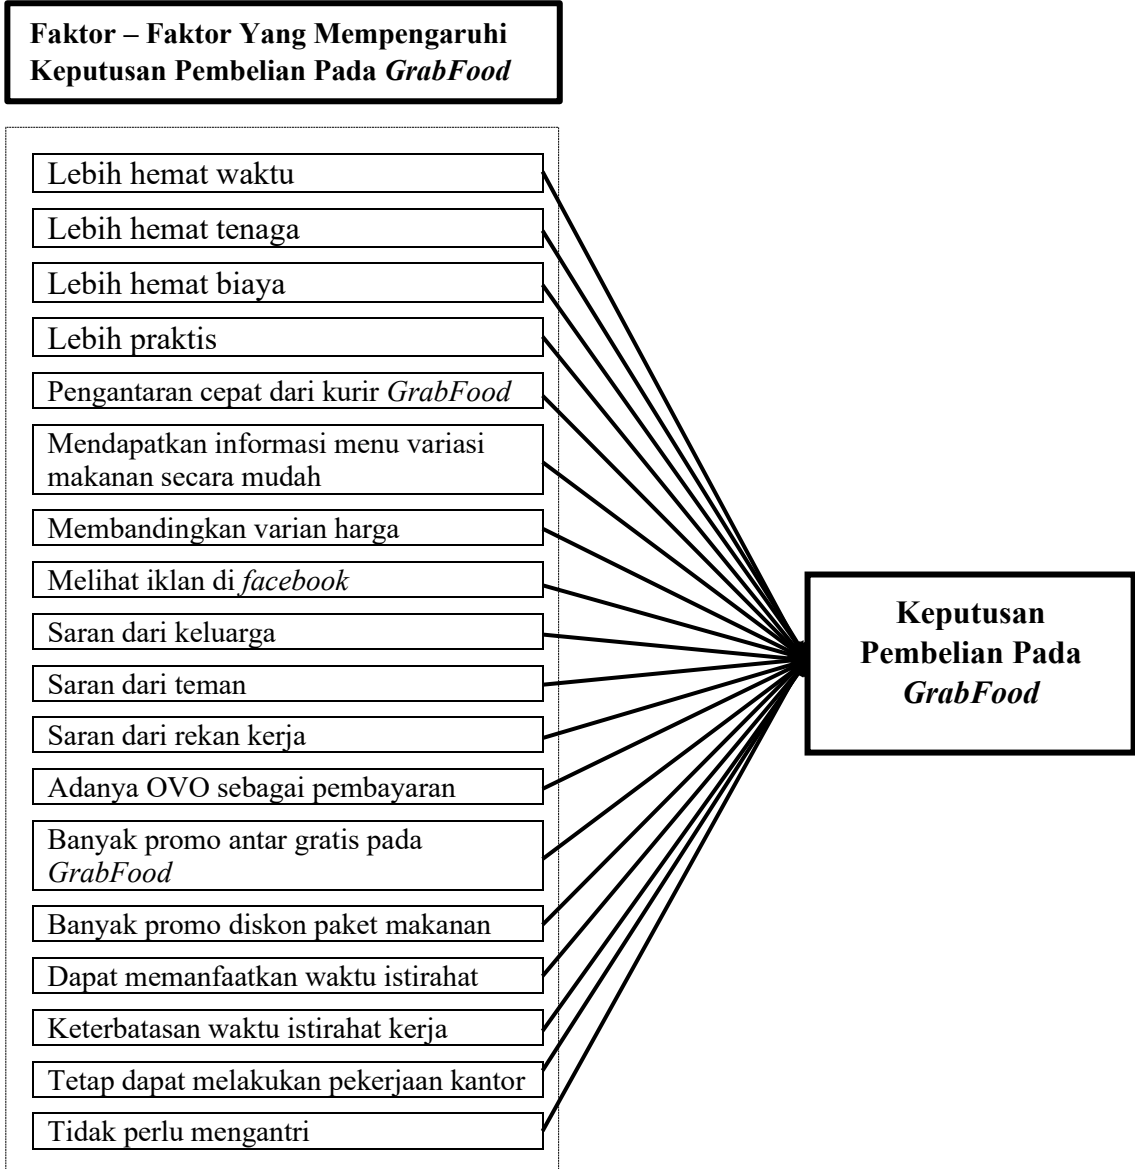 Faktor – Faktor Yang Mempengaruhi
Keputusan Pembelian Pada GrabFood
Lebih hemat waktu
Lebih hemat tenaga
Lebih hemat biaya
Lebih praktis
Pengantaran cepat dari kurir GrabFood
Mendapatkan informasi menu variasi
makanan secara mudah
Membandingkan varian harga
Melihat iklan di facebook
Saran dari keluarga
Saran dari teman
Saran dari rekan kerja
Adanya OVO sebagai pembayaran
Banyak promo antar gratis pada
GrabFood
Banyak promo diskon paket makanan
Dapat memanfaatkan waktu istirahat
Keterbatasan waktu istirahat kerja
Tetap dapat melakukan pekerjaan kantor
Tidak perlu mengantri
Keputusan
Pembelian Pada
GrabFood